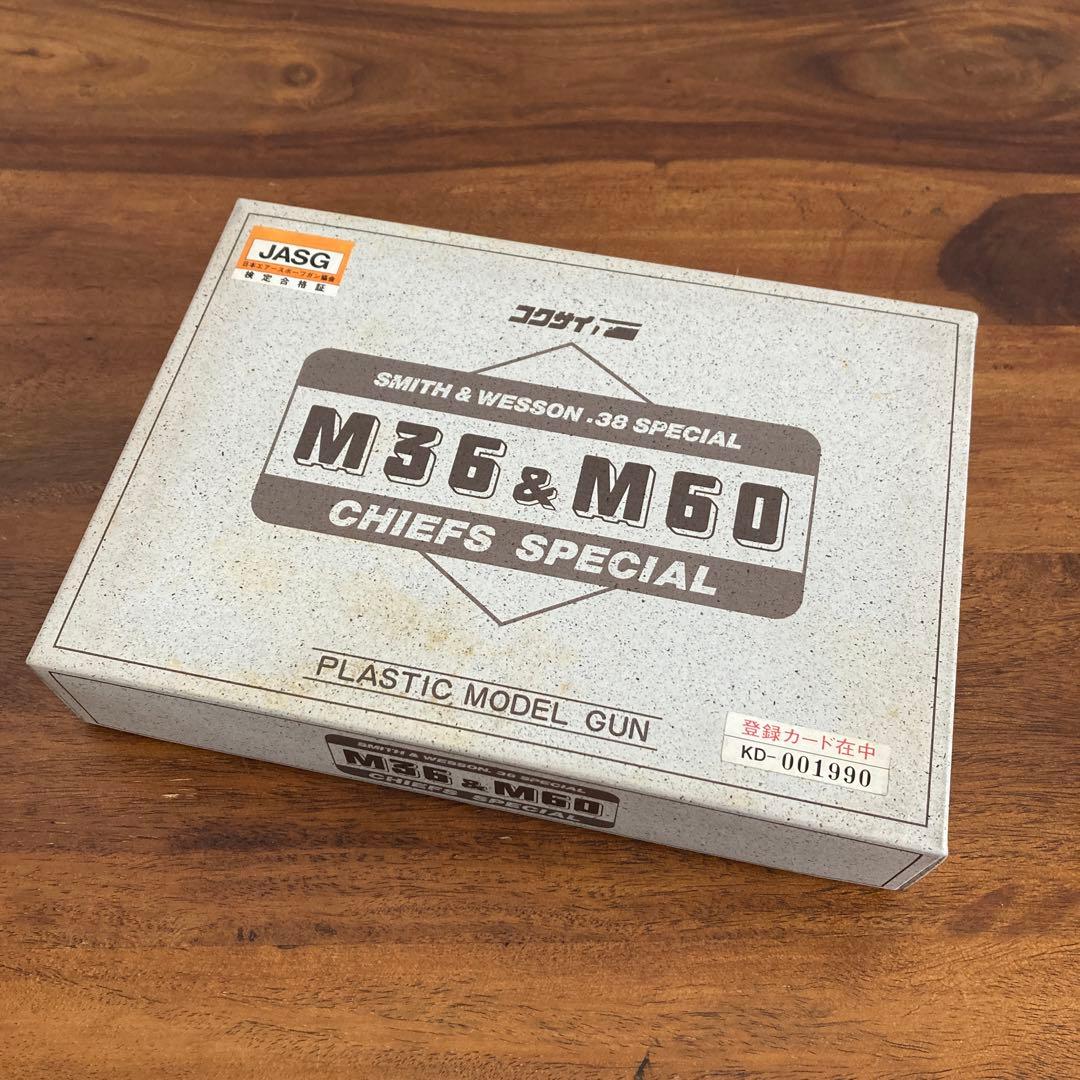 JASG
日本エアースポーツガン協会
検定合格証
コクサイ
SMITH & WESSON .38 SPECIAL
M36 & M60
CHIEFS SPECIAL
PLASTIC MODEL GUN
登録カード在中
KD-001990
SMITH & WESSON .38 SPECIAL
M36 & M60
CHIEFS SPECIAL